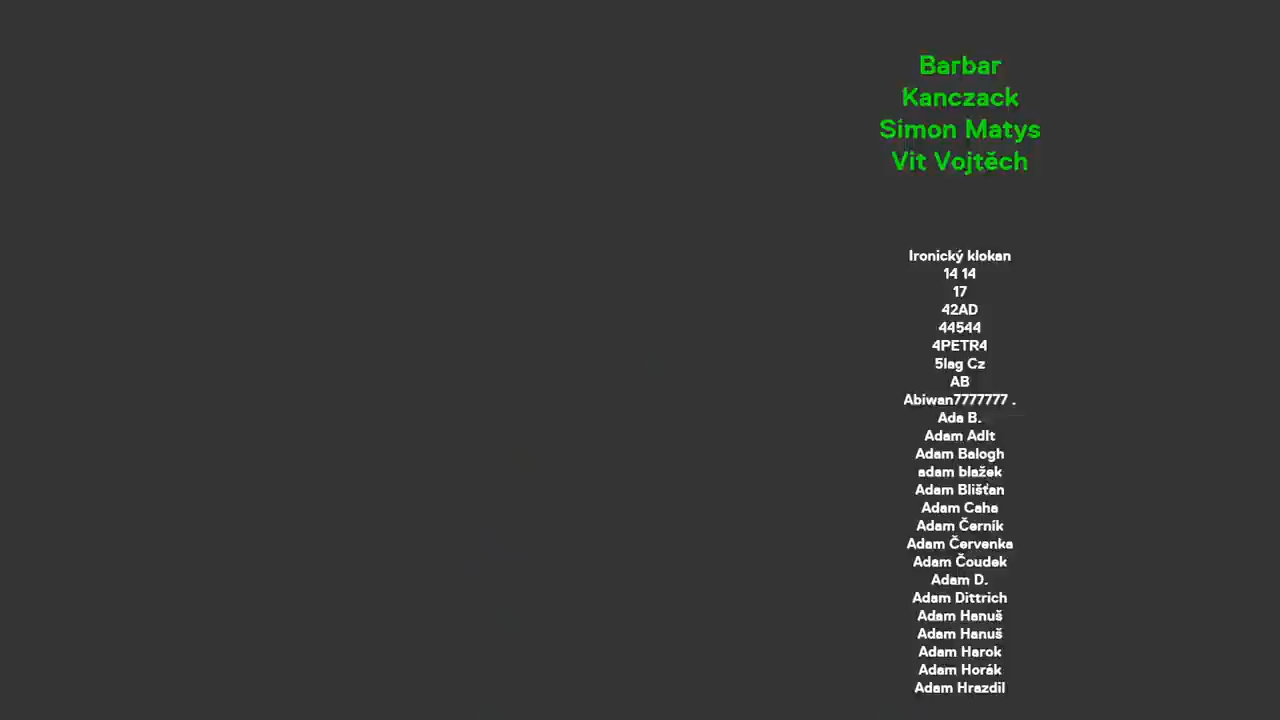 Barbar
Kanczack
Simon Matys
Vit Vojtěch
Ironický klokan
14 14
17
42AD
44544
4PETR4
5lag Cz
AB
Abiwan7777777 .
Ada B.
Adam Adlt
Adam Balogh
adam blažek
Adam Blišťan
Adam Caha
Adam Černík
Adam Červenka
Adam Čoudek
Adam D.
Adam Dittrich
Adam Hanuš
Adam Hanuš
Adam Harok
Adam Horák
Adam Hrazdil